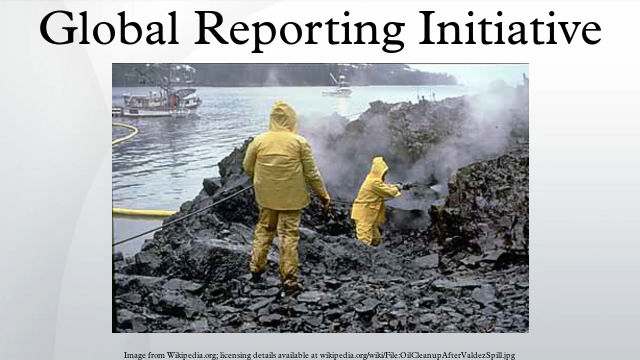 Global Reporting Initiative
Image from Wikipedia.org; licensing details available at wikipedia.org/wiki/File:OilCleanupAfterValdezSpill.jpg